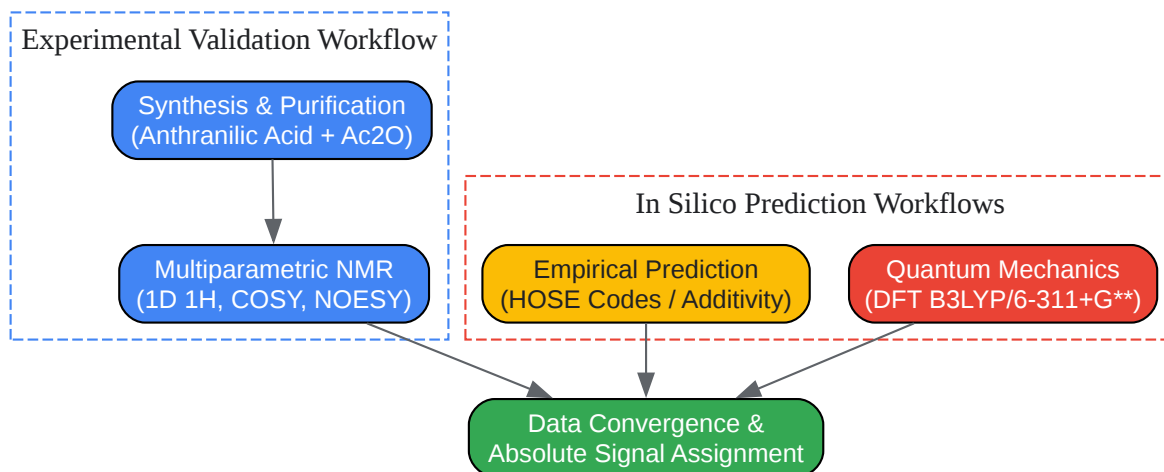 Experimental Validation Workflow
Synthesis & Purification
(Anthranilic Acid + Ac2O)
In Silico Prediction Workflows
Multiparametric NMR
(1D 1H, COSY, NOESY)
Empirical Prediction
(HOSE Codes / Additivity)
Quantum Mechanics
(DFT B3LYP/6-311+G**)
Data Convergence &
Absolute Signal Assignment